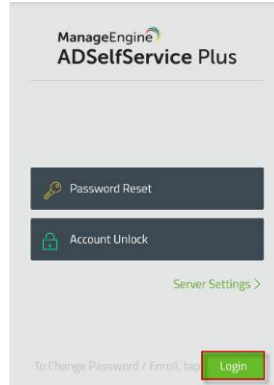 ManageEngine
ADSelfService Plus
Password Reset
Account Unlock
Server Settings >
To Change Password / Enroll, tap Login